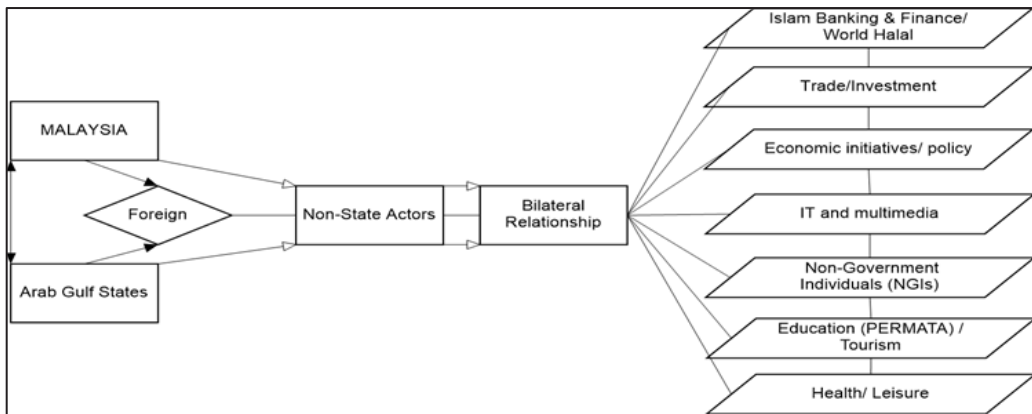 Islam Banking & Finance/
World Halal
Trade/Investment
MALAYSIA
Economic initiatives/ policy
Foreign
Non-State Actors
Bilateral
Relationship
IT and multimedia
Arab Gulf States
Non-Government
Individuals (NGIs)
Education (PERMATA) /
Tourism
Health/ Leisure